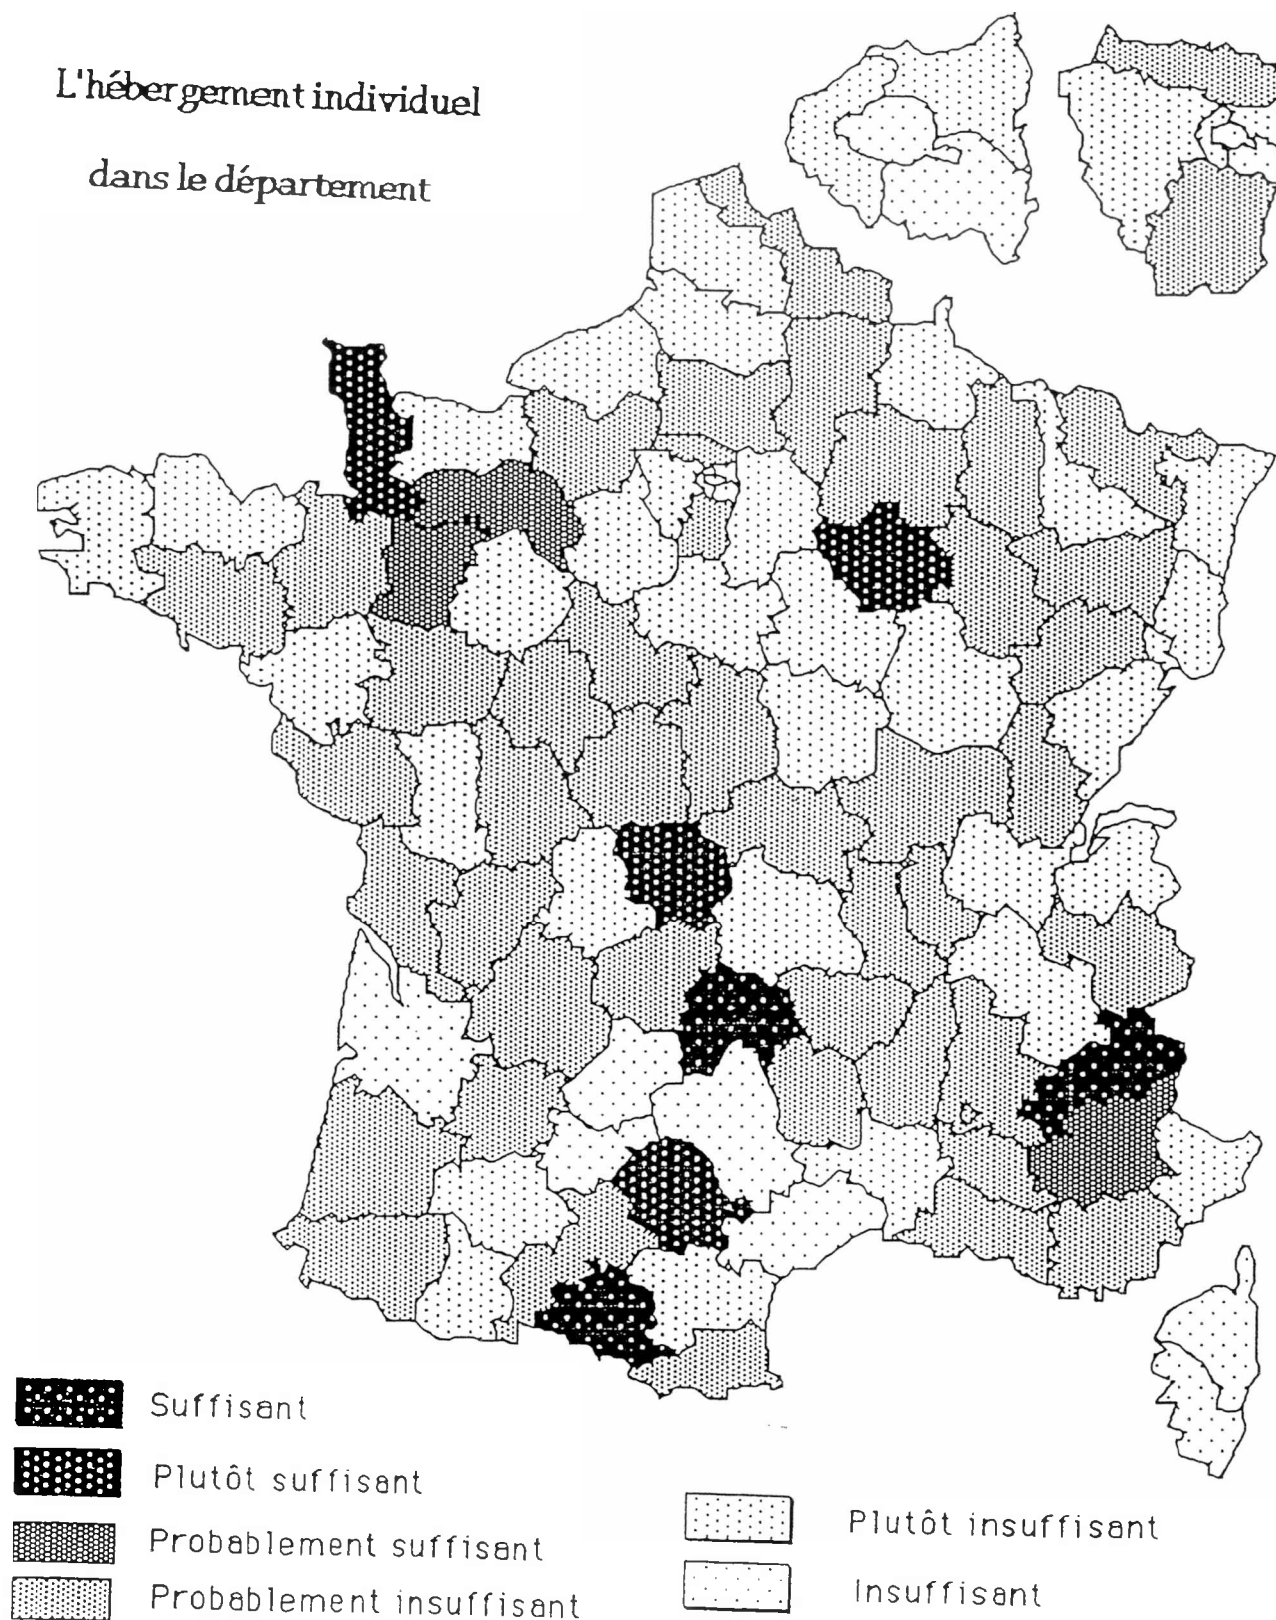 L'hébergement individuel
dans le département
Suffisant
Plutôt suffisant
Probablement suffisant
Probablement insuffisant
Plutôt insuffisant
Insuffisant